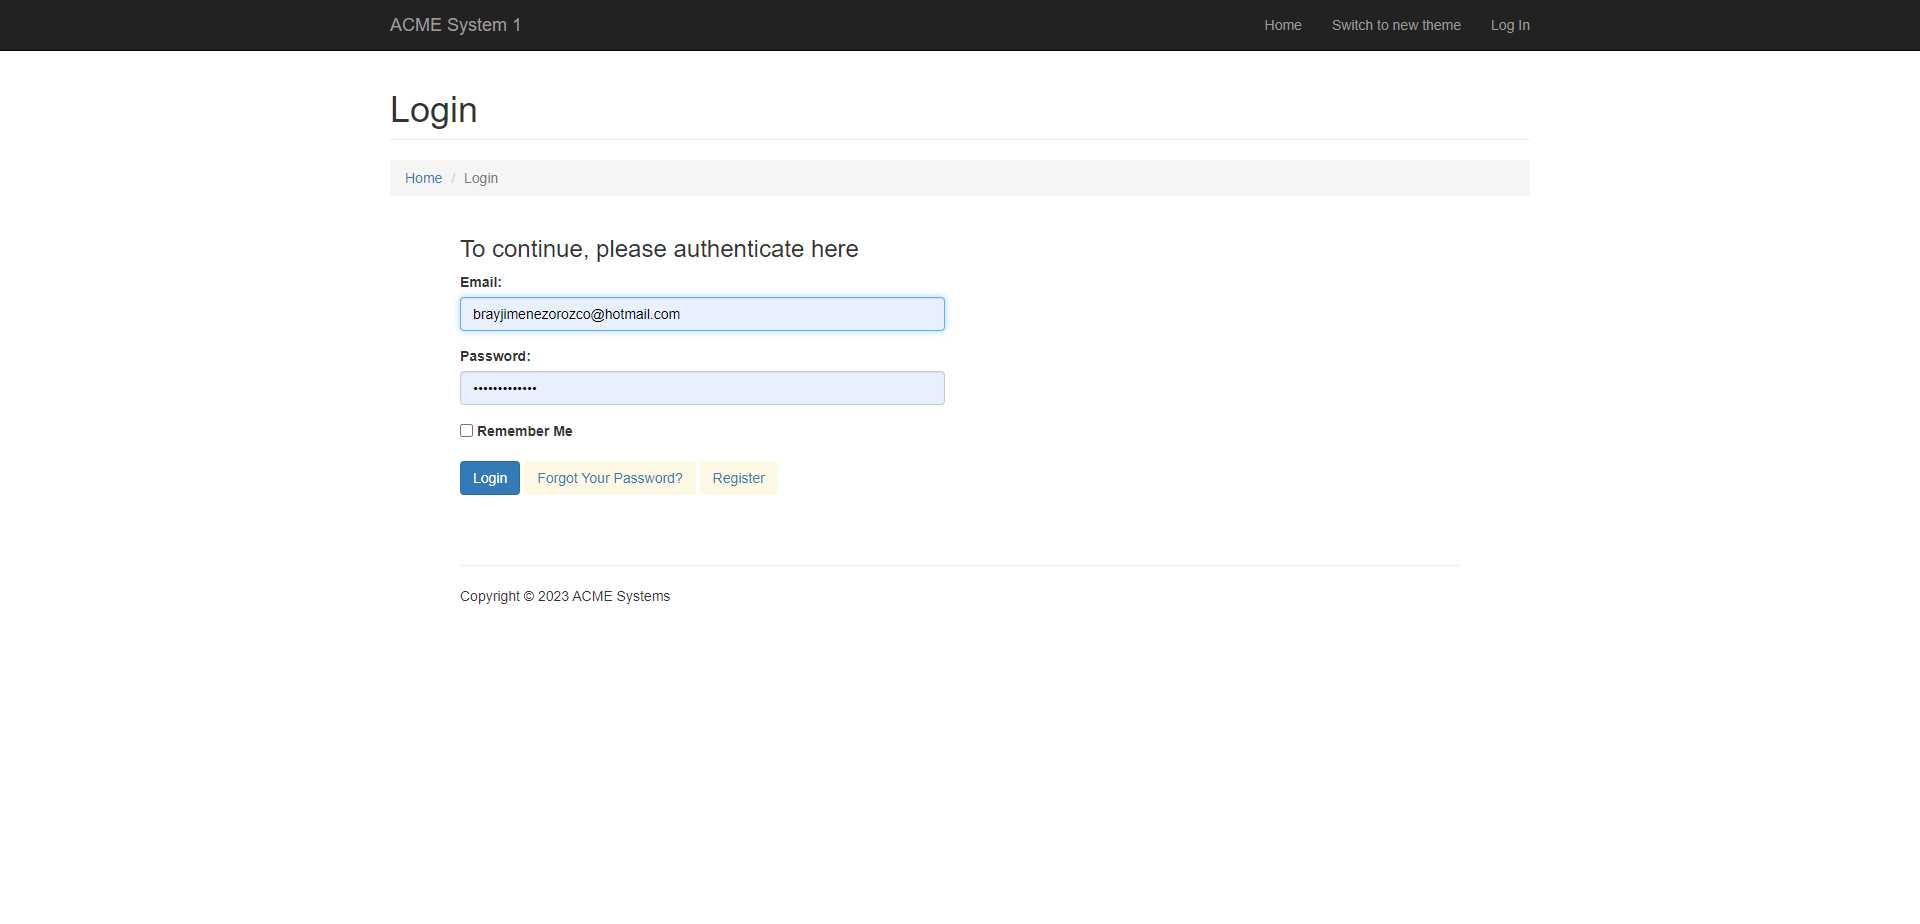 ACME System 1
Home Switch to new theme Log In
Login
Home / Login
To continue, please authenticate here
Email:
brayjimenezorozco@hotmail.com
Password:
•••••••••••••
Remember Me
Login Forgot Your Password? Register
Copyright © 2023 ACME Systems